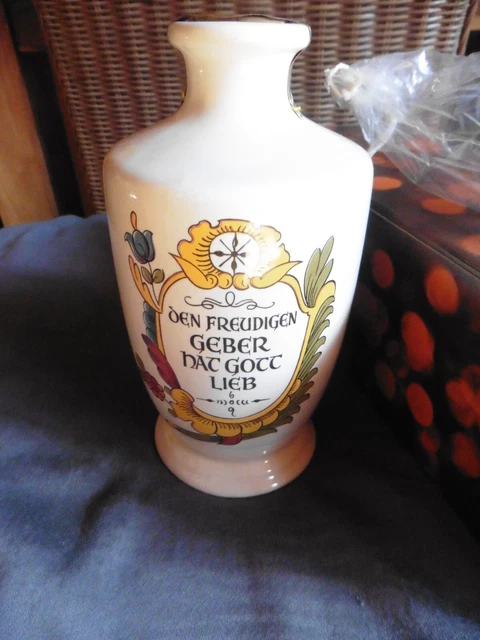 DEN FREUDIGEN
GEBER
HAT GOTT
LIEB